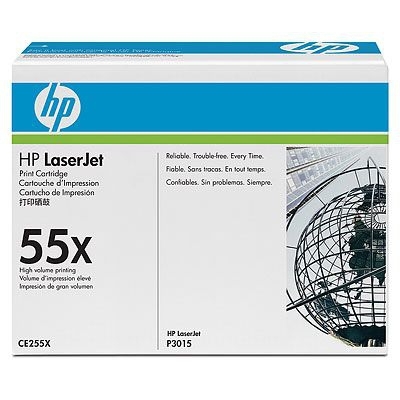 hp
HP LaserJet
Print Cartridge
Cartouche d'Impression
Cartucho de Impresión
打印硒鼓
55X
High volume printing
Volume d'impression élevé
Impresión de gran volumen
CE255X
Reliable. Trouble-free. Every Time.
Fiable. Sans tracas. En tout temps.
Confiables. Sin problemas. Siempre.
HP LaserJet
P3015